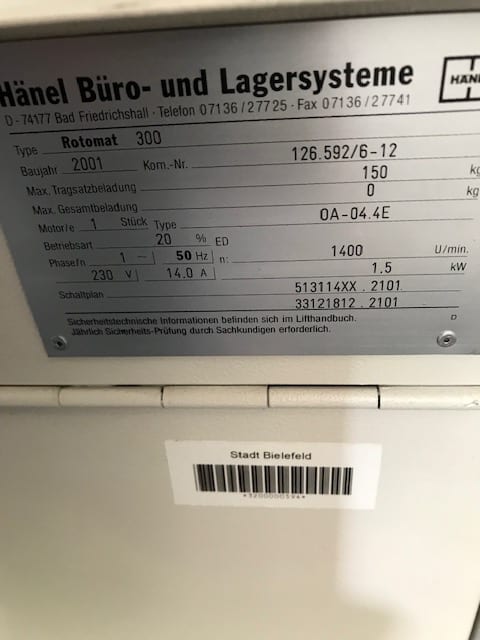 Hänel Büro- und Lagersysteme
HÄNEL
D-74177 Bad Friedrichshall · Telefon 07136/27725 · Fax 07136/27741
Type Rotomat 300
Baujahr 2001 Kom.-Nr. 126.592/6-12
Max. Tragsatzbeladung 150 kg
Max. Gesamtbeladung 0 kg
Motor/e 1 Stück Type OA-04.4E
Betriebsart 20 % ED
Phase/n 1 ~ 50 Hz n: 1400 U/min.
230 V 14.0 A 1.5 kW
Schaltplan 513114XX.2101
33121812.2101
Sicherheitstechnische Informationen befinden sich im Lifthandbuch.
Jährlich Sicherheits-Prüfung durch Sachkundigen erforderlich.
D
Stadt Bielefeld